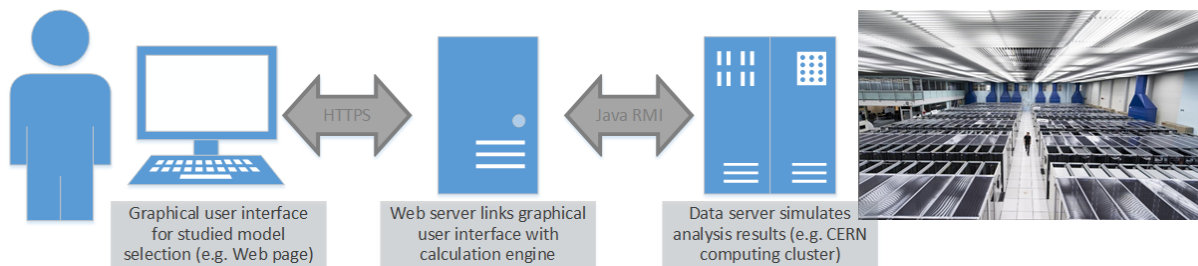 HTTPS
Java RMI
Graphical user interface
for studied model
selection (e.g. Web page)
Web server links graphical
user interface with
calculation engine
Data server simulates
analysis results (e.g. CERN
computing cluster)